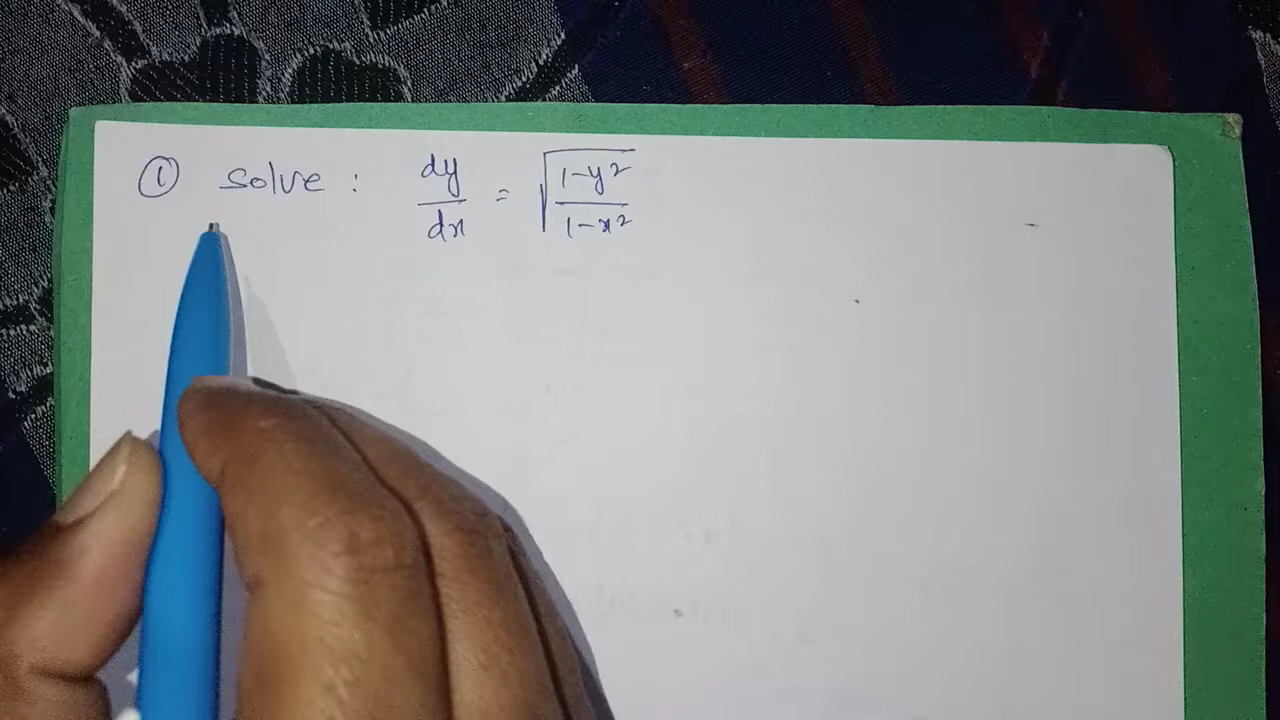 ① Solve : dy/dx = √(1-y²/1-x²)